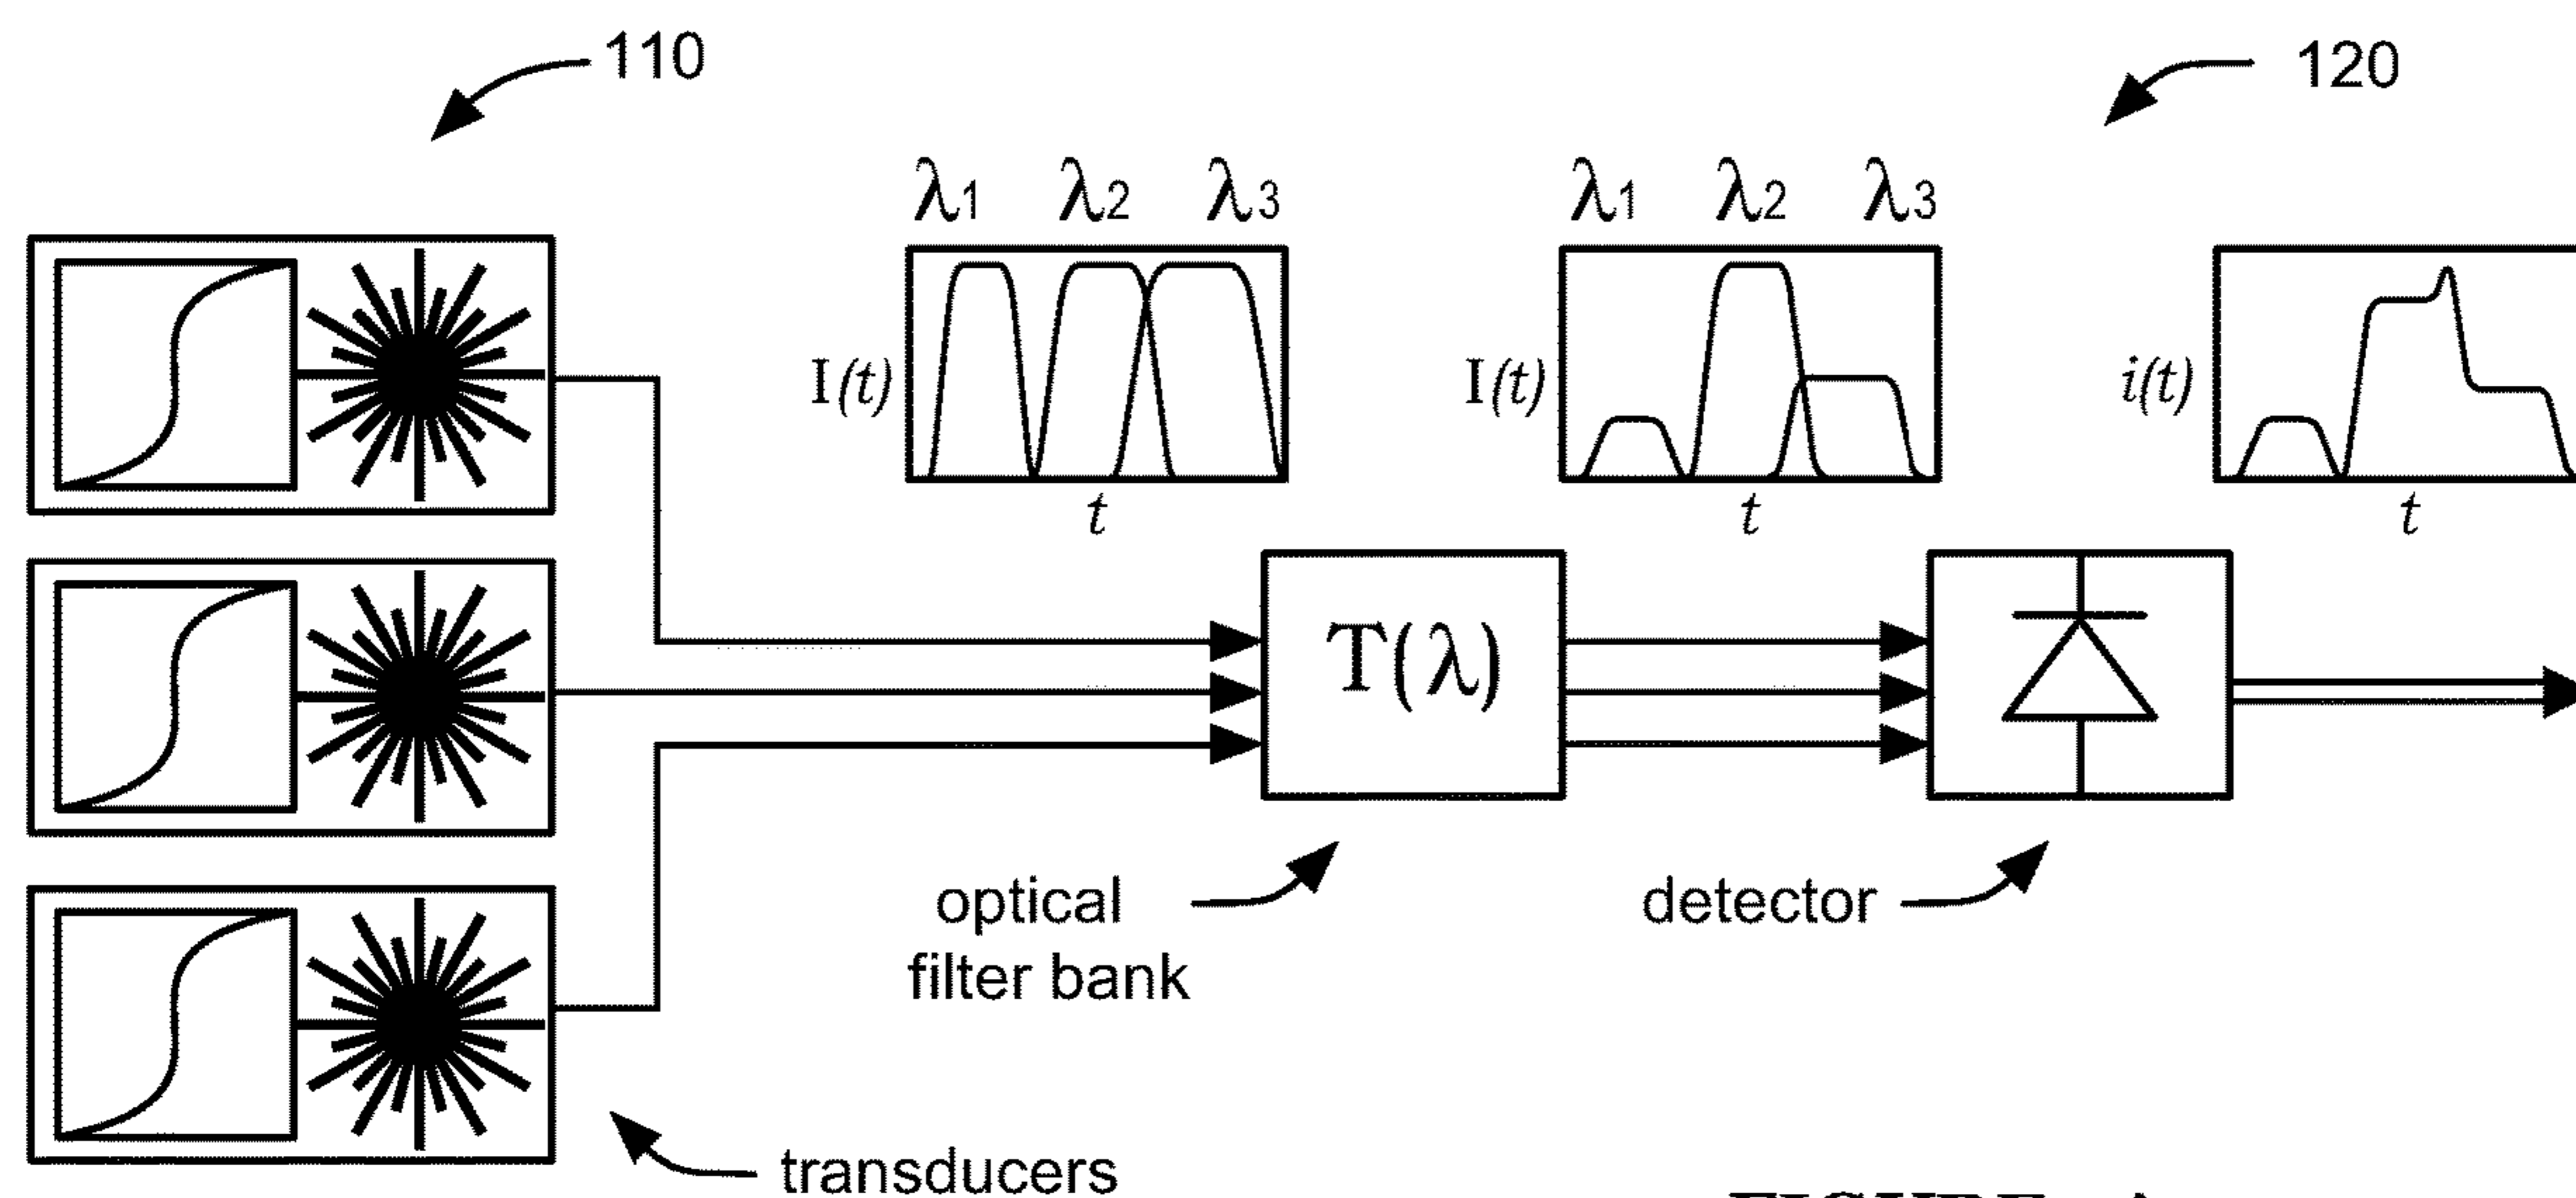 110
120
λ1 λ2 λ3
I(t)
t
λ1 λ2 λ3
I(t)
t
i(t)
t
T(λ)
optical
filter bank
detector
transducers